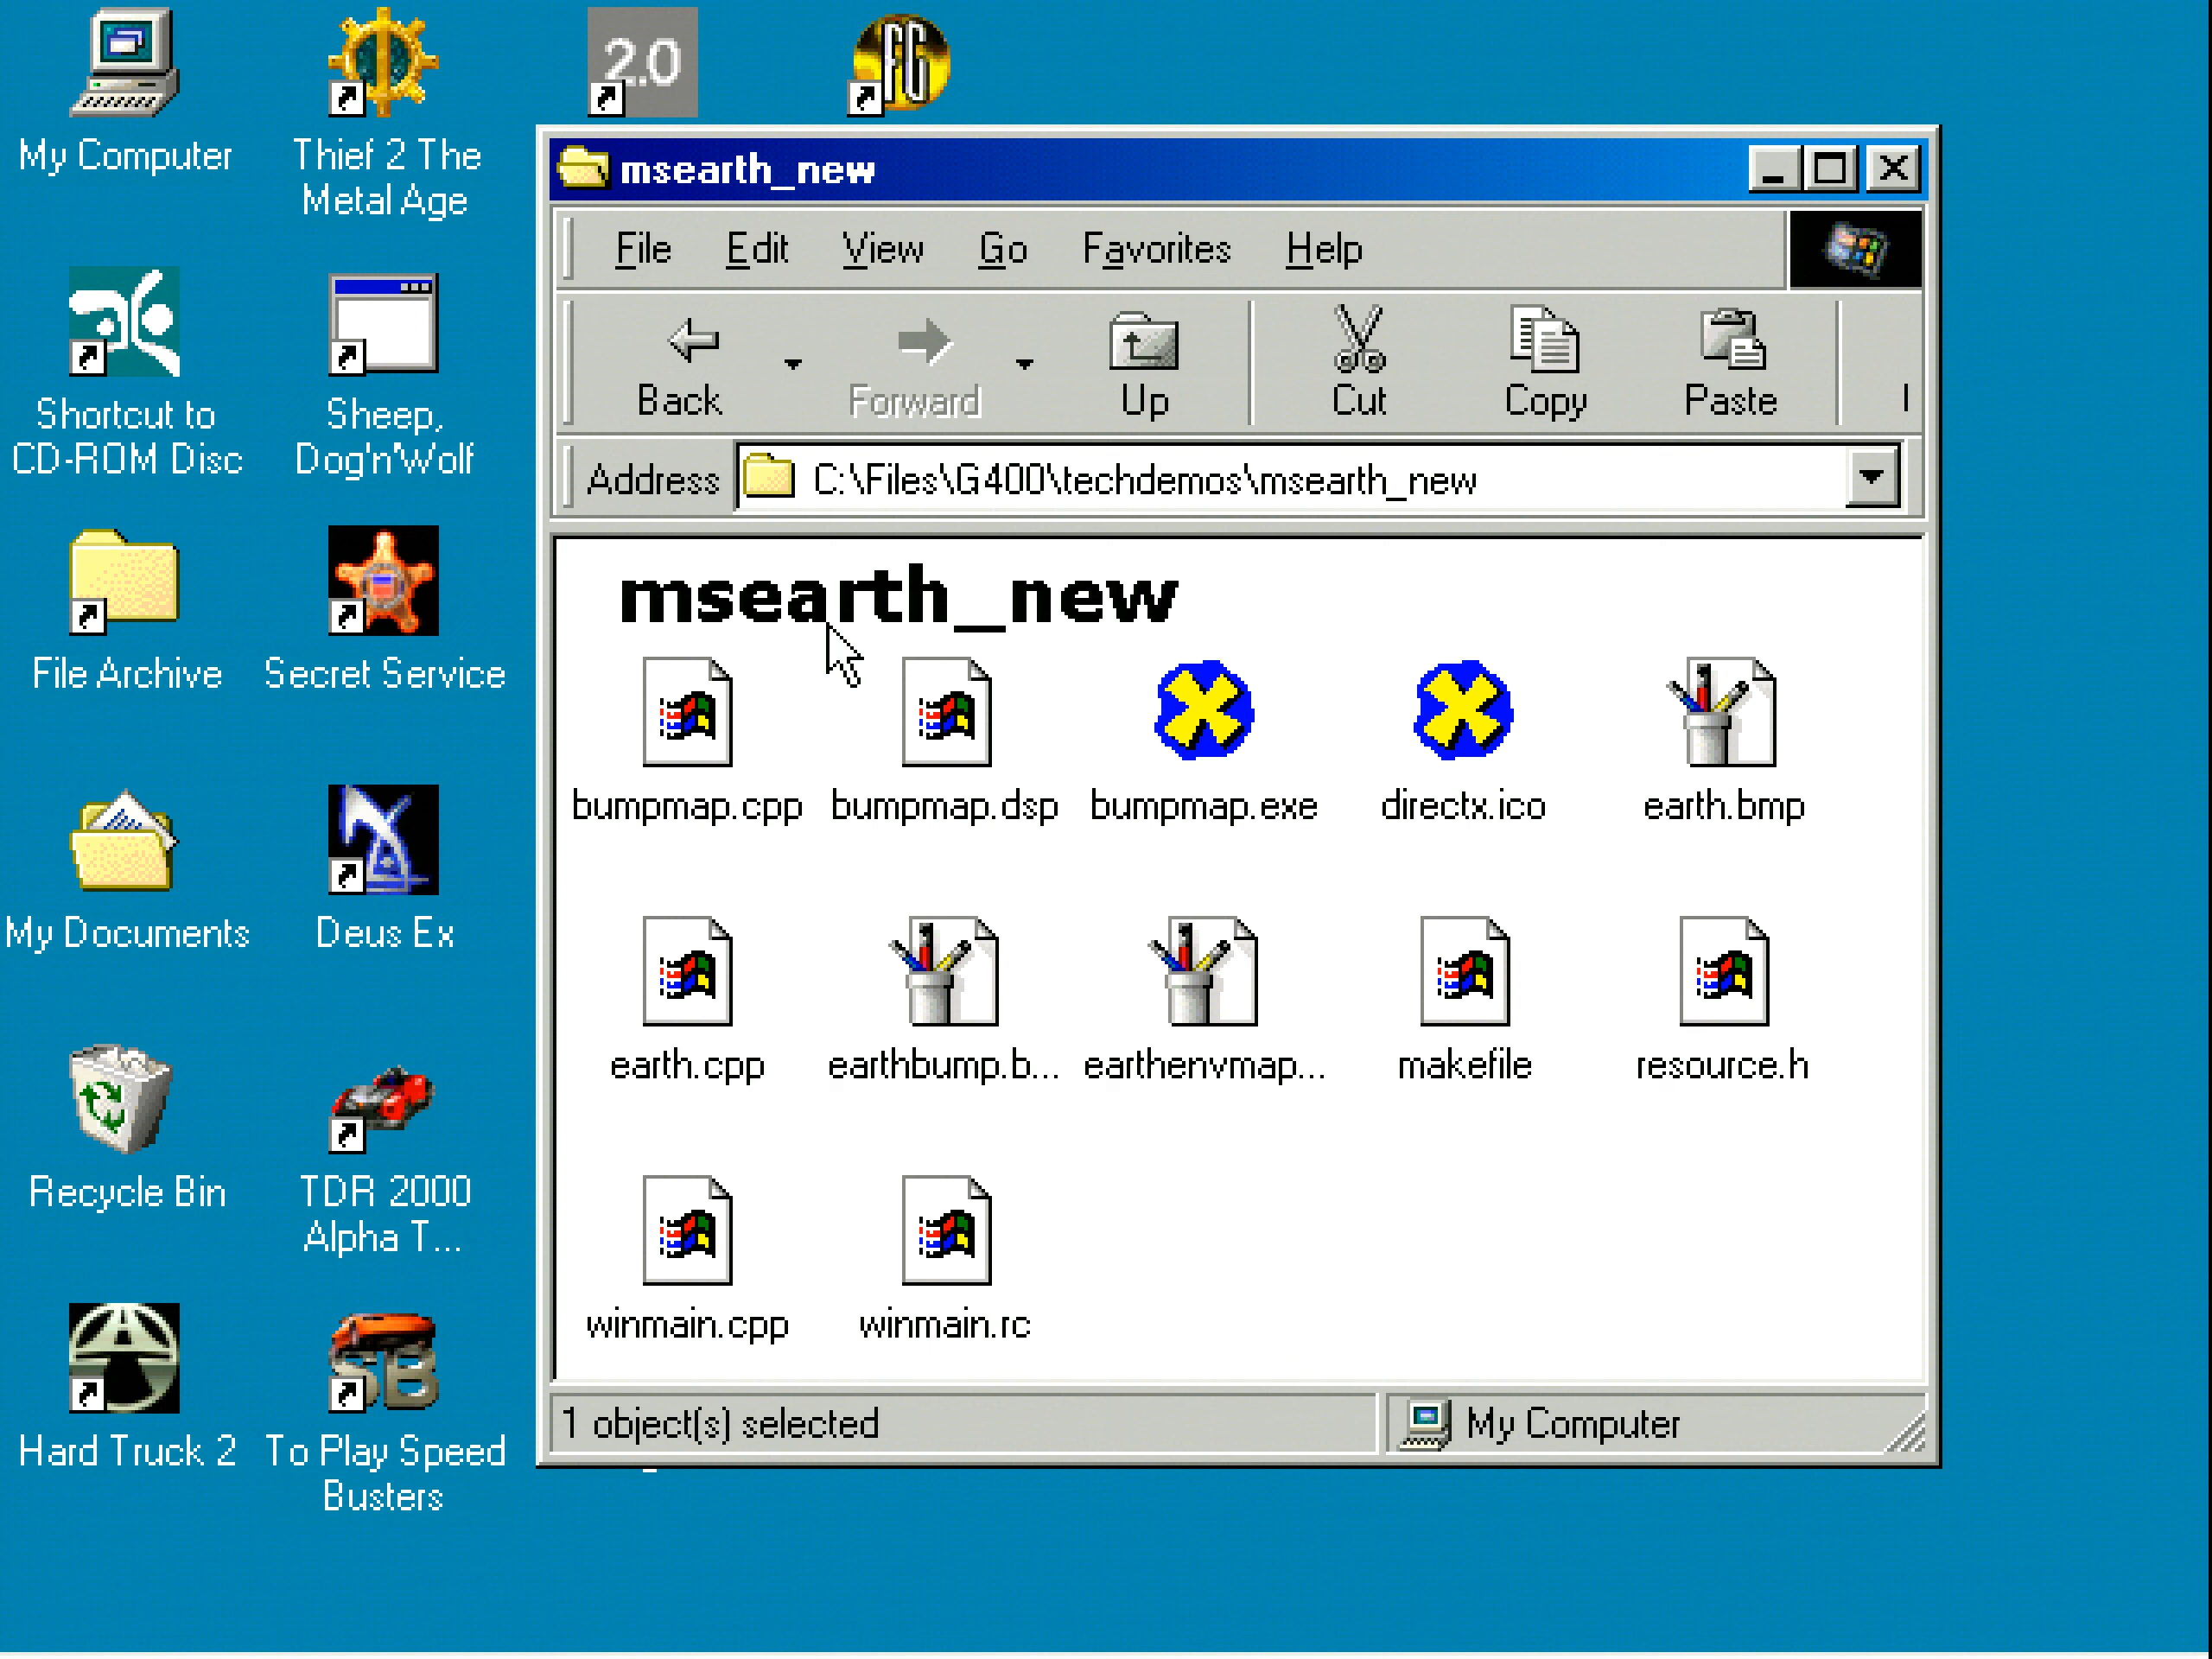 My Computer
Thief 2 The
Metal Age
2.0
FG
Shortcut to
CD-ROM Disc
Sheep,
Dog'n'Wolf
File Archive
Secret Service
My Documents
Deus Ex
Recycle Bin
TDR 2000
Alpha T...
Hard Truck 2
To Play Speed
Busters
SB
msearth_new
File Edit View Go Favorites Help
Back Forward Up Cut Copy Paste
Address C:\Files\G400\techdemos\msearth_new
msearth_new
bumpmap.cpp bumpmap.dsp bumpmap.exe directx.ico earth.bmp
earth.cpp earthbump.b... earthenvmap... makefile resource.h
winmain.cpp winmain.rc
1 object(s) selected My Computer